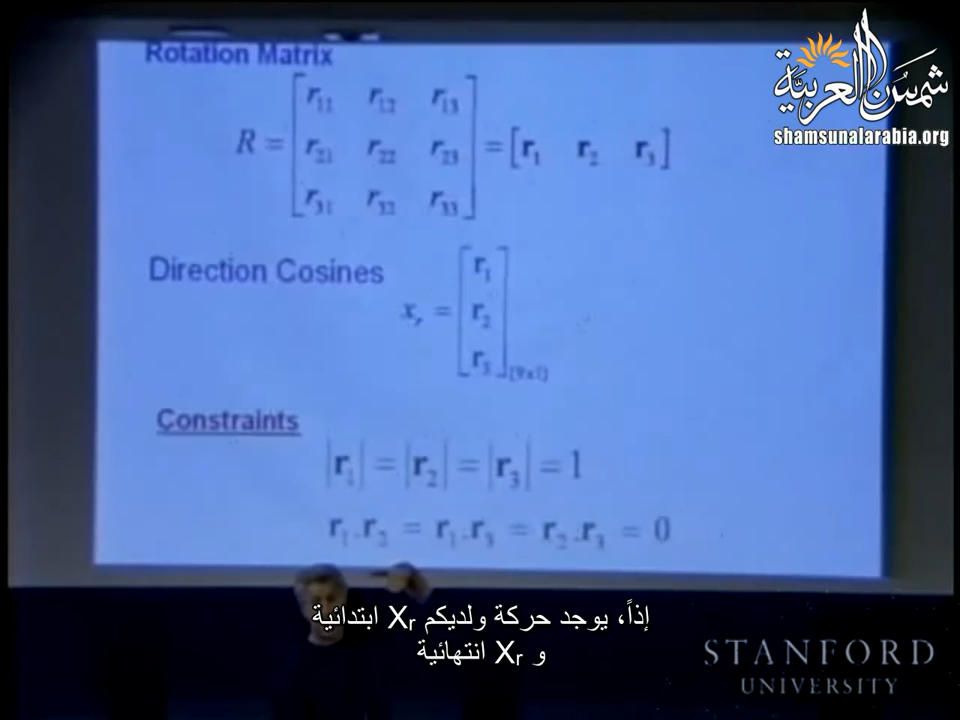 Rotation Matrix
R = [r₁₁ r₁₂ r₁₃
r₂₁ r₂₂ r₂₃
r₃₁ r₃₂ r₃₃] = [r₁ r₂ r₃]
Direction Cosines
xᵣ = [r₁
r₂
r₃](9x1)
Constraints
|r₁| = |r₂| = |r₃| = 1
r₁.r₂ = r₁.r₃ = r₂.r₃ = 0
شمس العربية
shamsunalarabia.org
إذاً، يوجد حركة ولديكم Xᵣ ابتدائية
و Xᵣ انتهائية
STANFORD
UNIVERSITY